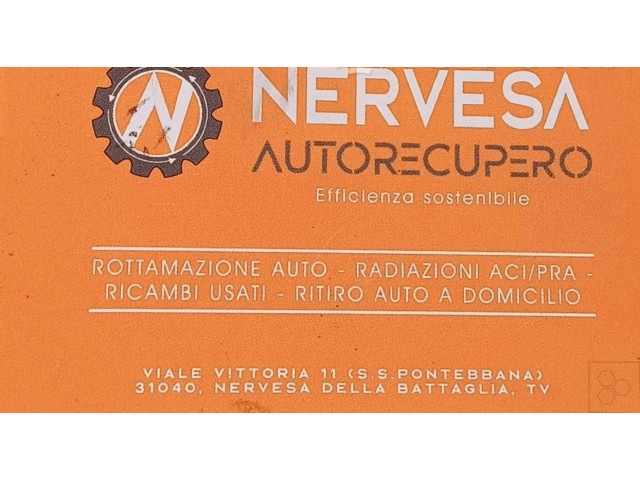 N
NERVESA
AUTORECUPERO
Efficienza sostenibile
ROTTAMAZIONE AUTO - RADIAZIONI ACI/PRA -
RICAMBI USATI - RITIRO AUTO A DOMICILIO
VIALE VITTORIA 11 (S.S.PONTEBBANA)
31040, NERVESA DELLA BATTAGLIA, TV